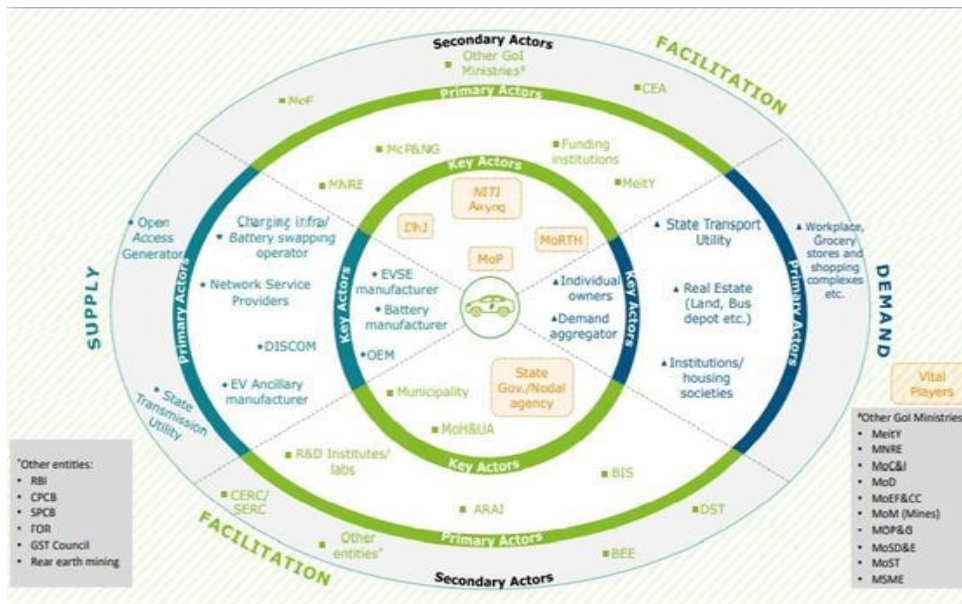 Secondary Actors
FACILITATION
Other GoI
Ministries*
MoF
CEA
Primary Actors
MoP&NG
Funding
institutions
MNRE
MeitY
Key Actors
NITI
Aayog
DHI
MoRTH
MoP
SUPPLY
Open
Access
Generator
Primary Actors
Charging infra/
Battery swapping
operator
Network Service
Providers
DISCOM
EV Ancillary
manufacturer
State
Transmission
Utility
Key Actors
EVSE
manufacturer
Battery
manufacturer
OEM
Individual
owners
Demand
aggregator
Key Actors
State Transport
Utility
Real Estate
(Land, Bus
depot etc.)
Institutions/
housing
societies
Primary Actors
Workplace,
Grocery
stores and
shopping
complexes
etc.
DEMAND
Municipality
State
Gov./Nodal
agency
MoH&UA
Key Actors
R&D Institutes/
labs
BIS
ARAI
CERC/
SERC
DST
Primary Actors
Other
entities^
BEE
FACILITATION
Secondary Actors
Vital
Players
^Other entities:
• RBI
• CPCB
• SPCB
• FOR
• GST Council
• Rear earth mining
*Other GoI Ministries
• MeitY
• MNRE
• MoC&I
• MoD
• MoEF&CC
• MoM (Mines)
• MOP&G
• MoSD&E
• MoST
• MSME